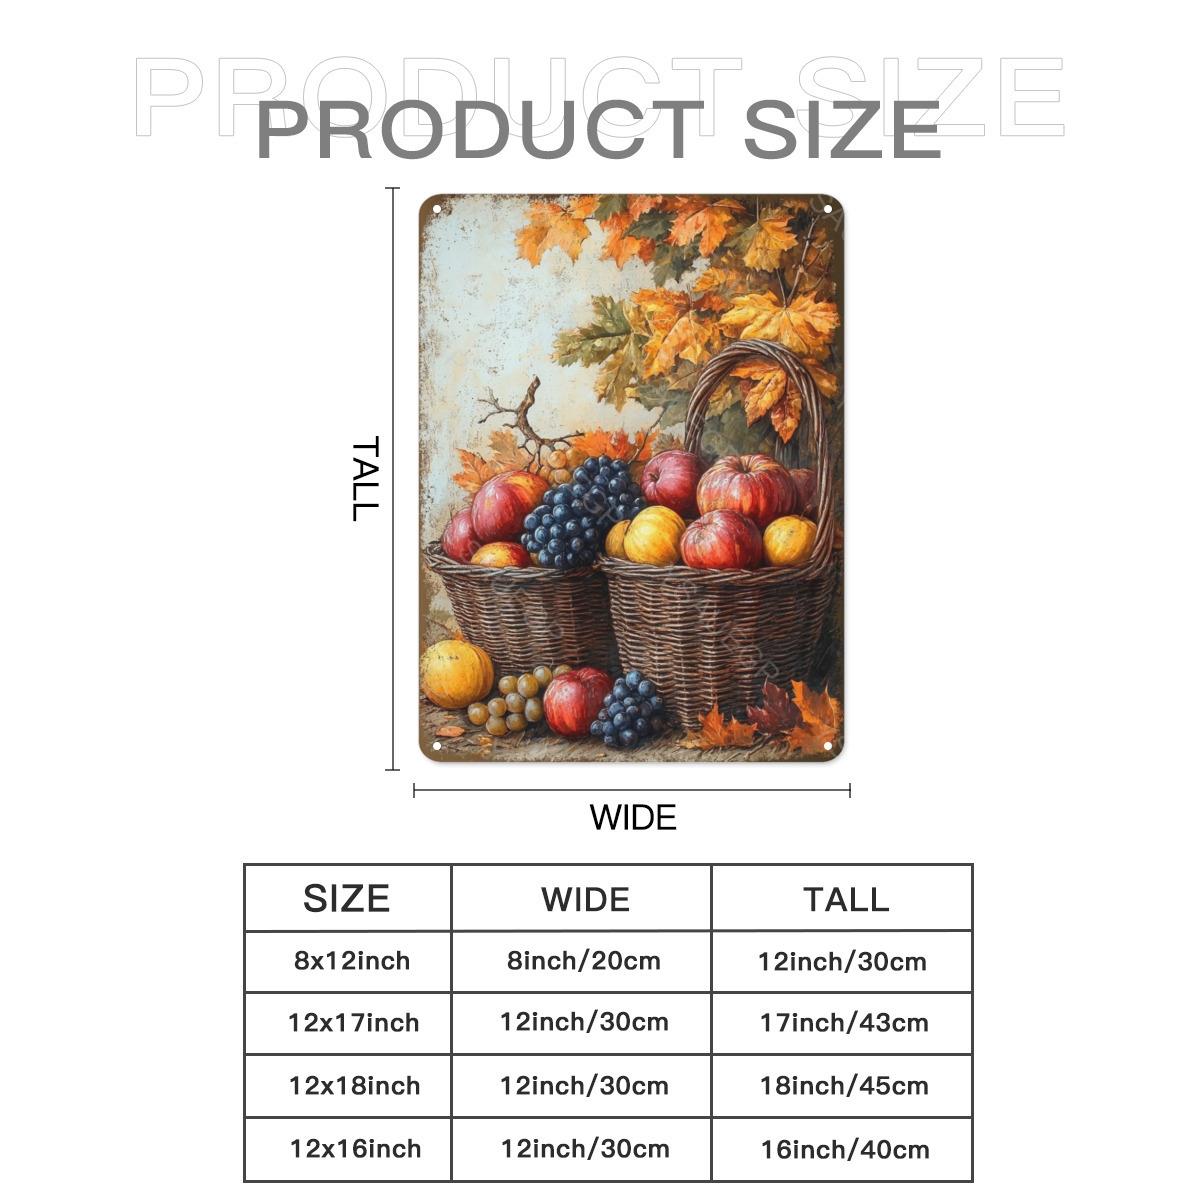 PRODUCT SIZE
PRODUCT SIZE
TALL
WIDE
SIZE WIDE TALL
8x12inch 8inch/20cm 12inch/30cm
12x17inch 12inch/30cm 17inch/43cm
12x18inch 12inch/30cm 18inch/45cm
12x16inch 12inch/30cm 16inch/40cm